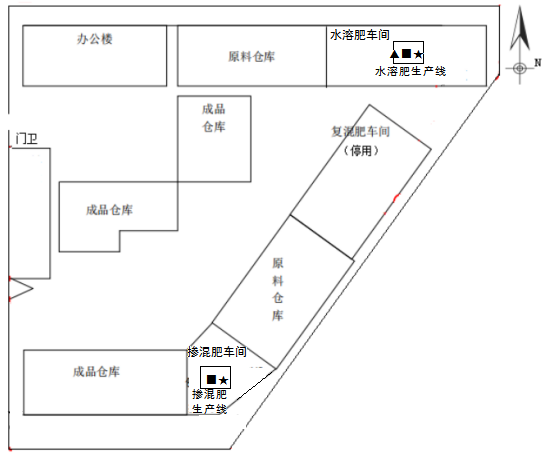 办公楼
原料仓库
水溶肥车间
▲■★
水溶肥生产线
N
成品
仓库
复混肥车间
（停用）
门卫
成品仓库
原
料
仓
库
掺混肥车间
成品仓库
■★
掺混肥
生产线